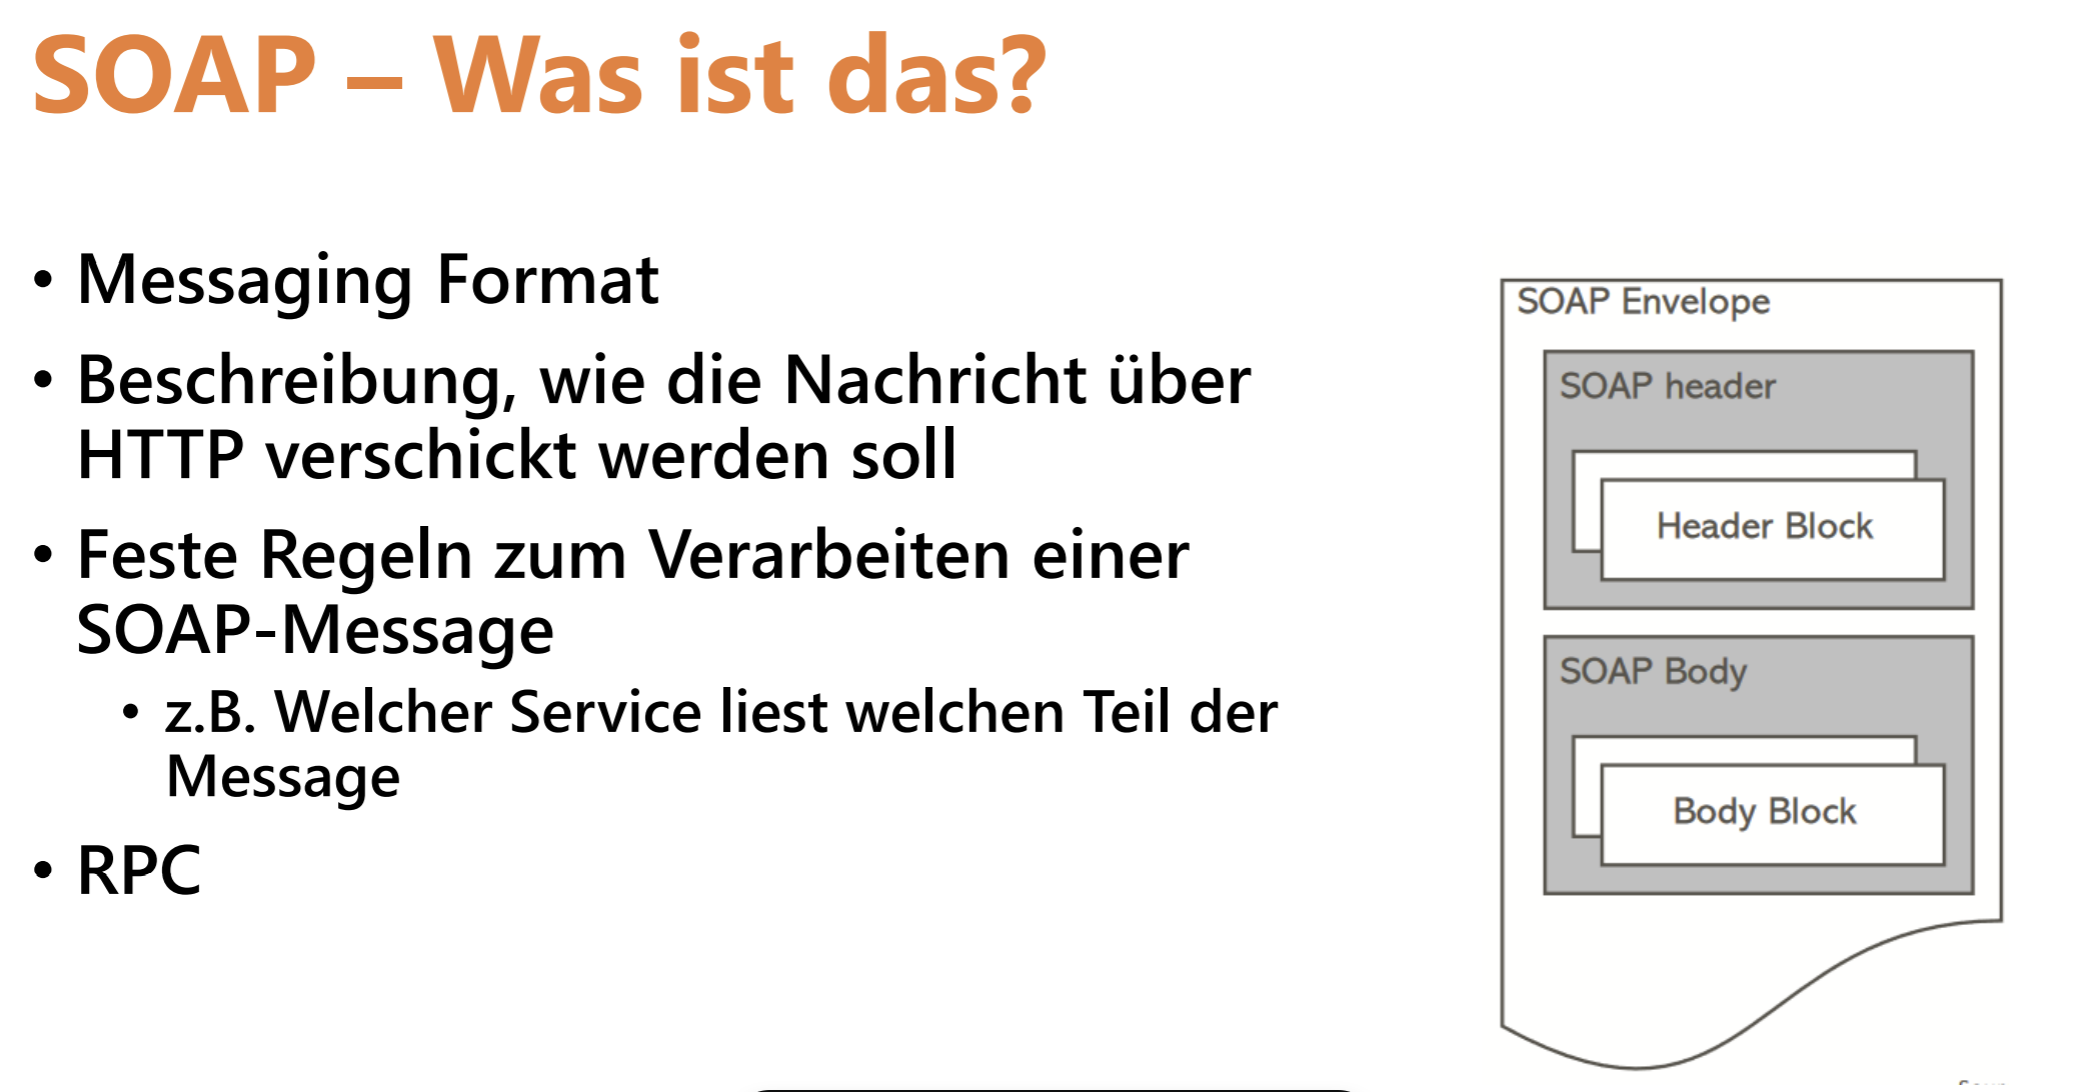 SOAP – Was ist das?
• Messaging Format
• Beschreibung, wie die Nachricht über
HTTP verschickt werden soll
• Feste Regeln zum Verarbeiten einer
SOAP-Message
• z.B. Welcher Service liest welchen Teil der
Message
• RPC
SOAP Envelope
SOAP header
Header Block
SOAP Body
Body Block